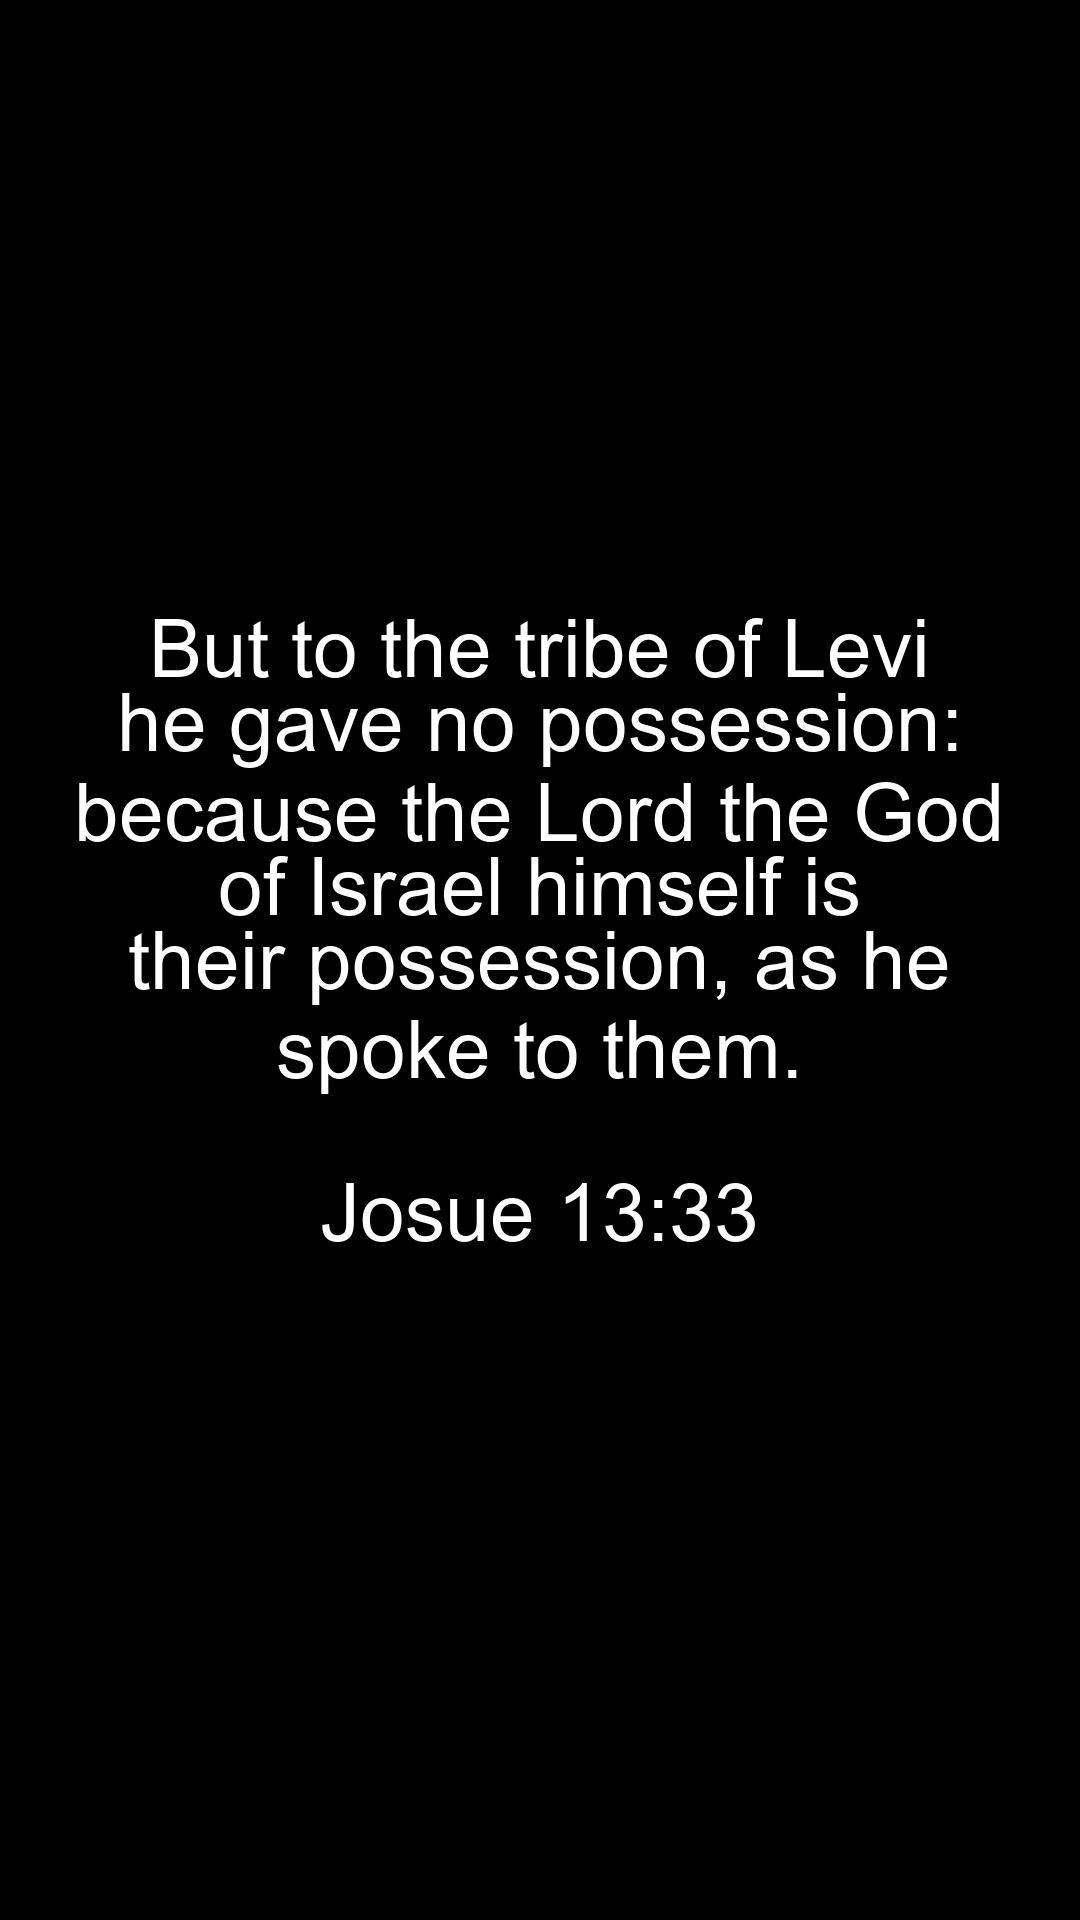 But to the tribe of Levi
he gave no possession:
because the Lord the God
of Israel himself is
their possession, as he
spoke to them.
Josue 13:33